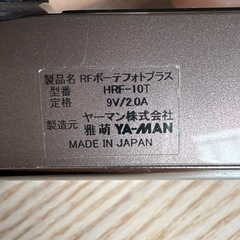 製品名 RFボーテフォトプラス
型番 HRF-10T
定格 9V/2.0A
製造元 ヤーマン株式会社
雅萌 YA-MAN
MADE IN JAPAN